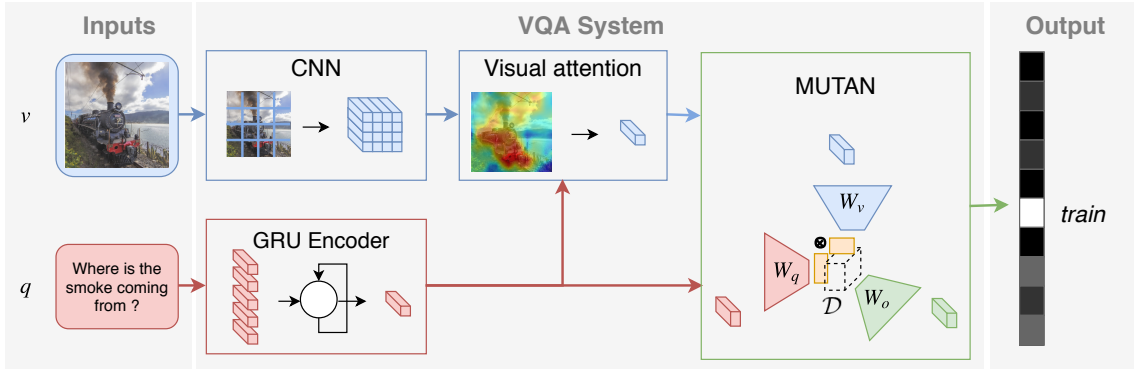 Inputs
VQA System
Output
v
CNN
Visual attention
MUTAN
W_v
⊗
W_q
D
W_o
train
q
Where is the
smoke coming
from ?
GRU Encoder